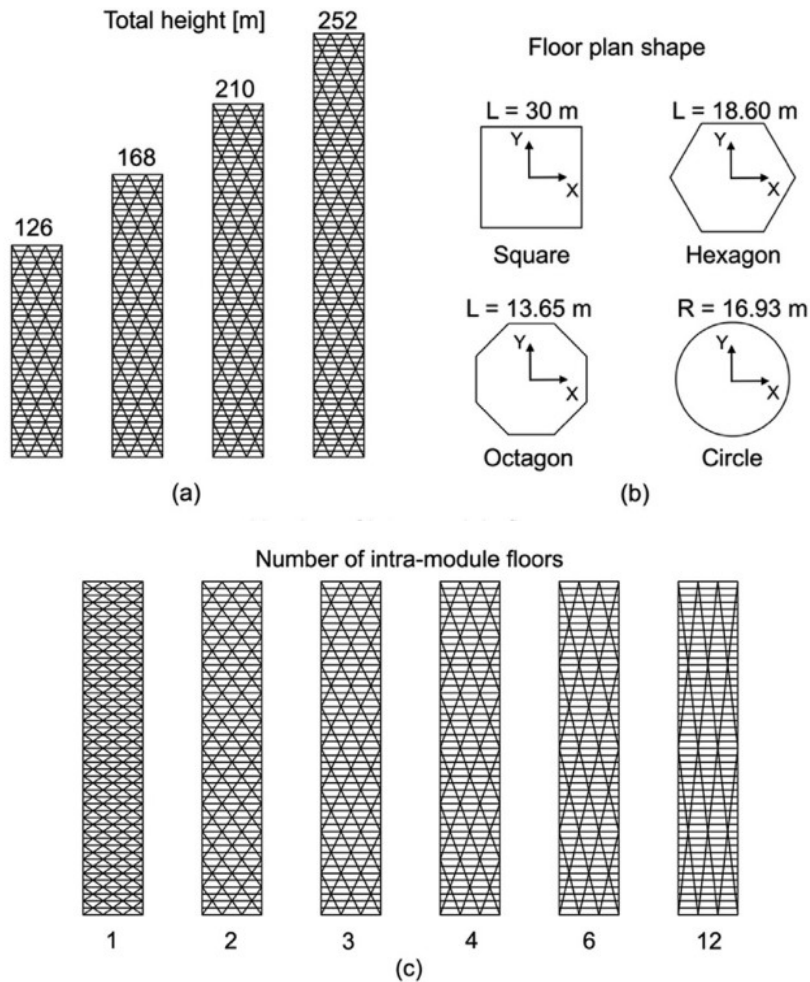 Total height [m]
252
210
168
126
(a)
Floor plan shape
L = 30 m
L = 18.60 m
Y
X
Y
X
Square
Hexagon
L = 13.65 m
R = 16.93 m
Y
X
Y
X
Octagon
Circle
(b)
Number of intra-module floors
1
2
3
4
6
12
(c)